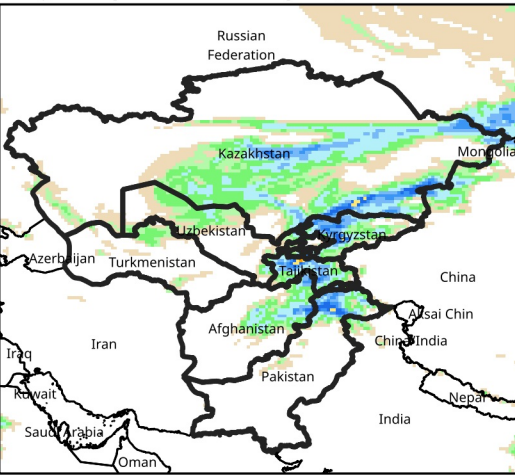 Russian
Federation
Kazakhstan
Mongolia
Uzbekistan
Kyrgyzstan
Azerbaijan
Turkmenistan
Tajikistan
China
Aksai Chin
Afghanistan
China/India
Iran
Iraq
Pakistan
Kuwait
Nepal
India
Saudi Arabia
Oman